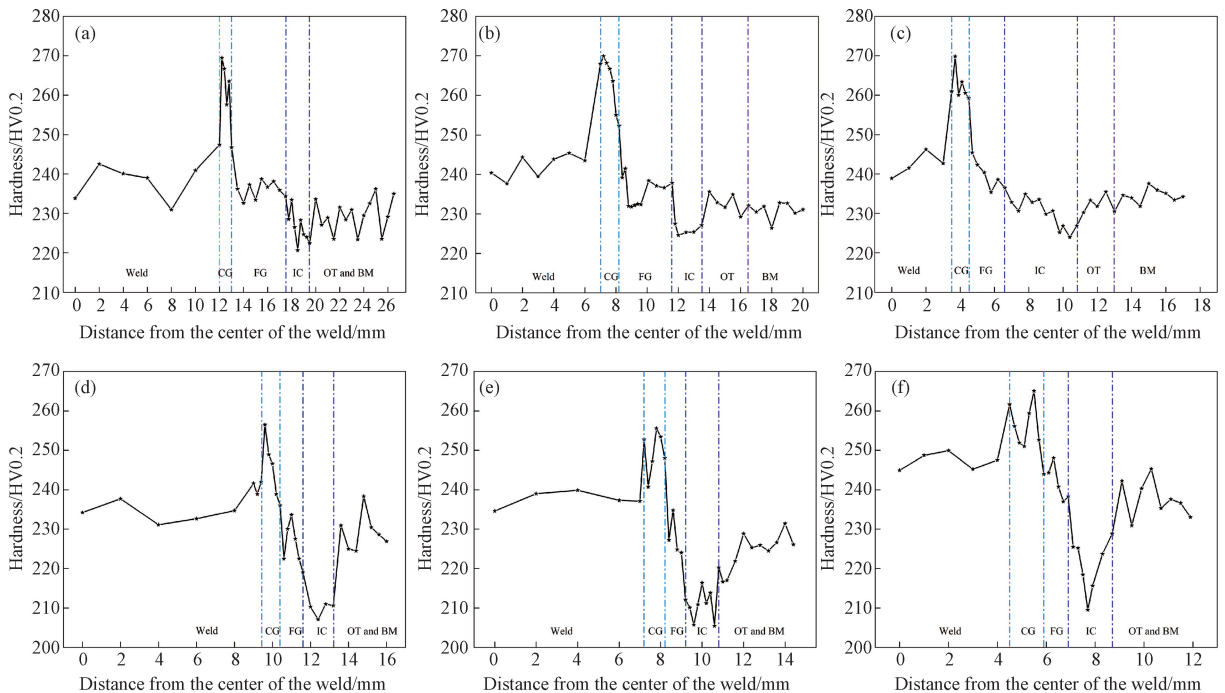 (a)
Hardness/HV0.2
280
270
260
250
240
230
220
210
Weld
CG
FG
IC
OT and BM
0 2 4 6 8 10 12 14 16 18 20 22 24 26
Distance from the center of the weld/mm
(b)
Hardness/HV0.2
280
270
260
250
240
230
220
210
Weld
CG
FG
IC
OT
BM
0 2 4 6 8 10 12 14 16 18 20
Distance from the center of the weld/mm
(c)
Hardness/HV0.2
280
270
260
250
240
230
220
210
Weld
CG
FG
IC
OT
BM
0 2 4 6 8 10 12 14 16 18
Distance from the center of the weld/mm
(d)
Hardness/HV0.2
270
260
250
240
230
220
210
200
Weld
CG
FG
IC
OT and BM
0 2 4 6 8 10 12 14 16
Distance from the center of the weld/mm
(e)
Hardness/HV0.2
270
260
250
240
230
220
210
200
Weld
CG
FG
IC
OT and BM
0 2 4 6 8 10 12 14
Distance from the center of the weld/mm
(f)
Hardness/HV0.2
270
260
250
240
230
220
210
200
Weld
CG
FG
IC
OT and BM
0 2 4 6 8 10 12
Distance from the center of the weld/mm